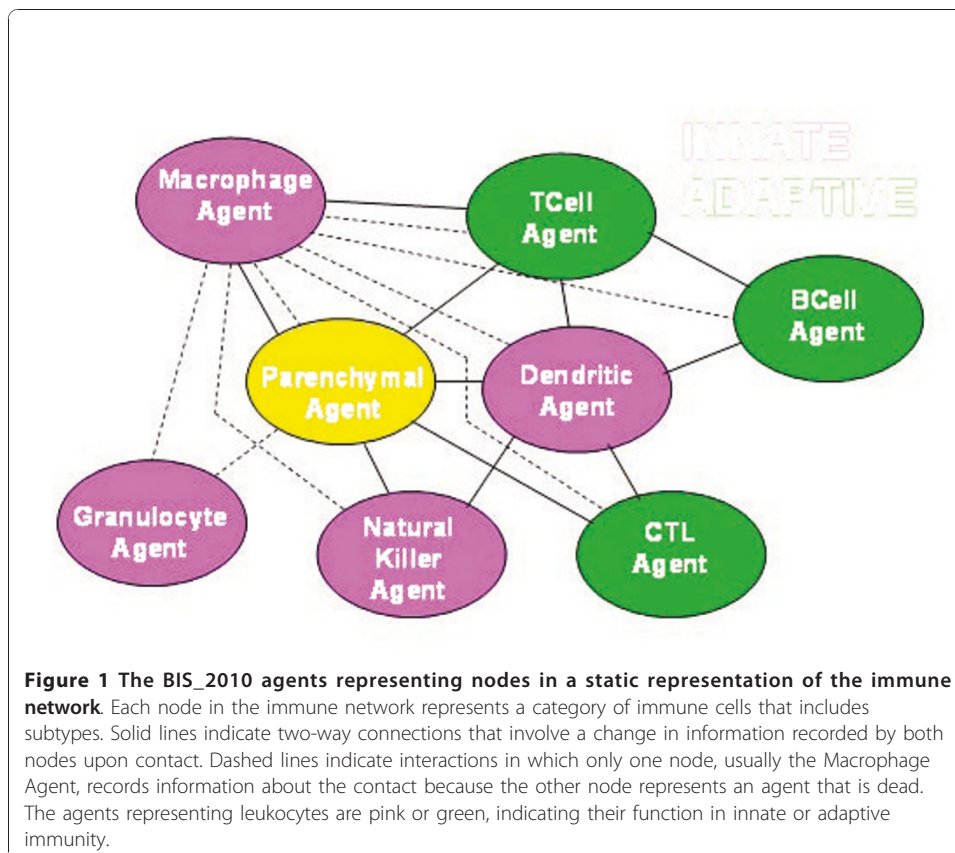 INNATE
ADAPTIVE
Macrophage
Agent
TCell
Agent
BCell
Agent
Parenchymal
Agent
Dendritic
Agent
Granulocyte
Agent
Natural
Killer
Agent
CTL
Agent
Figure 1 The BIS_2010 agents representing nodes in a static representation of the immune
network. Each node in the immune network represents a category of immune cells that includes
subtypes. Solid lines indicate two-way connections that involve a change in information recorded by both
nodes upon contact. Dashed lines indicate interactions in which only one node, usually the Macrophage
Agent, records information about the contact because the other node represents an agent that is dead.
The agents representing leukocytes are pink or green, indicating their function in innate or adaptive
immunity.